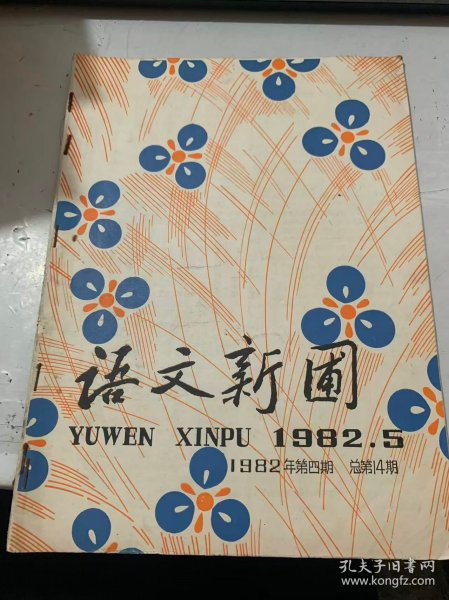 语文新圃
YUWEN XINPU 1982.5
1982年第四期 总第14期
孔夫子旧书网
www.kongfz.com